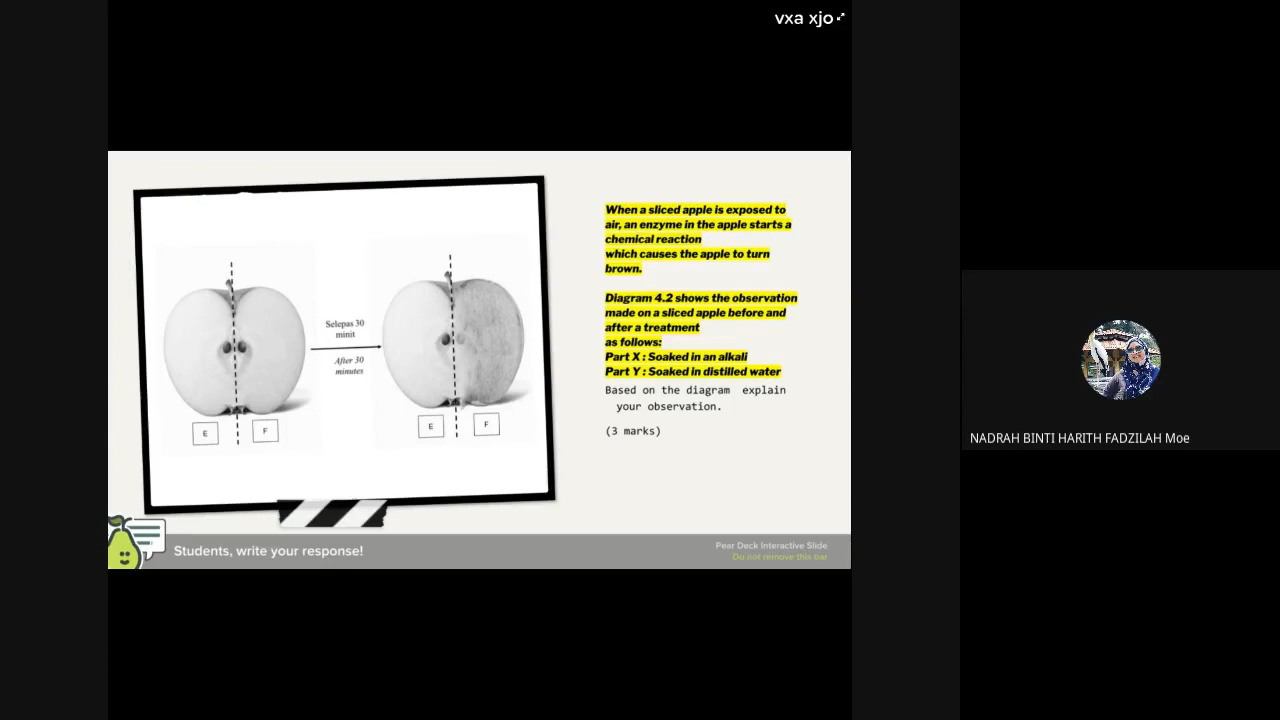 vxa xjo
When a sliced apple is exposed to
air, an enzyme in the apple starts a
chemical reaction
which causes the apple to turn
brown.
Diagram 4.2 shows the observation
made on a sliced apple before and
after a treatment
as follows:
Part X : Soaked in an alkali
Part Y : Soaked in distilled water
Based on the diagram explain
your observation.
(3 marks)
Selepas 30
minit
After 30
minutes
E
F
E
F
Students, write your response!
Pear Deck Interactive Slide
Do not remove this bar
NADRAH BINTI HARITH FADZILAH Moe